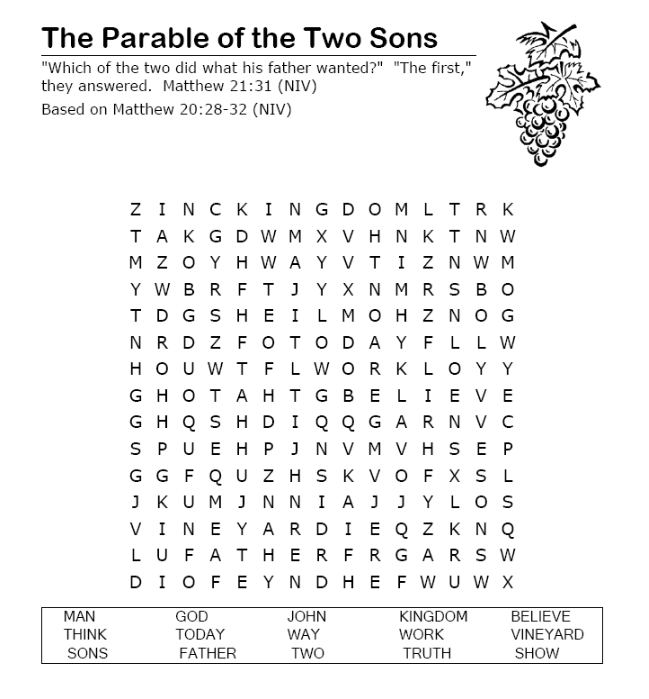 The Parable of the Two Sons
"Which of the two did what his father wanted?" "The first,"
they answered. Matthew 21:31 (NIV)
Based on Matthew 20:28-32 (NIV)
Z I N C K I N G D O M L T R K
T A K G D W M X V H N K T N W
M Z O Y H W A Y V T I Z N W M
Y W B R F T J Y X N M R S B O
T D G S H E I L M O H Z N O G
N R D Z F O T O D A Y F L L W
H O U W T F L W O R K L O Y Y
G H O T A H T G B E L I E V E
G H Q S H D I Q Q G A R N V C
S P U E H P J N V M V H S E P
G G F Q U Z H S K V O F X S L
J K U M J N N I A J J Y L O S
V I N E Y A R D I E Q Z K N Q
L U F A T H E R F R G A R S W
D I O F E Y N D H E F W U W X
MAN GOD JOHN KINGDOM BELIEVE
THINK TODAY WAY WORK VINEYARD
SONS FATHER TWO TRUTH SHOW